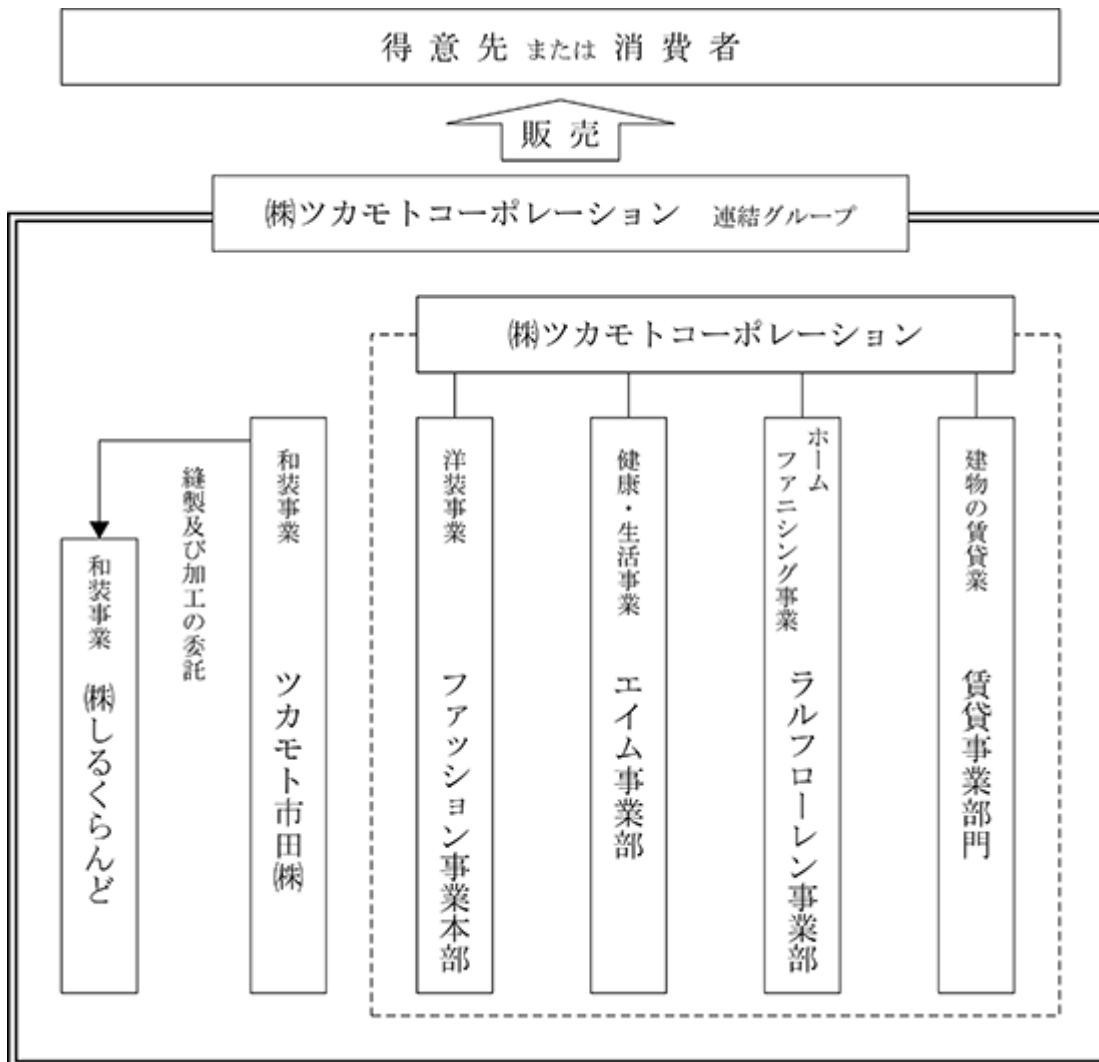 得意先または消費者
販売
㈱ツカモトコーポレーション 連結グループ
㈱ツカモトコーポレーション
和装事業 ㈱しるくらんど
縫製及び加工の委託
和装事業 ツカモト市田㈱
洋装事業 ファッション事業本部
健康・生活事業 エイム事業部
ホーム
ファニシング事業 ラルフローレン事業部
建物の賃貸業 賃貸事業部門